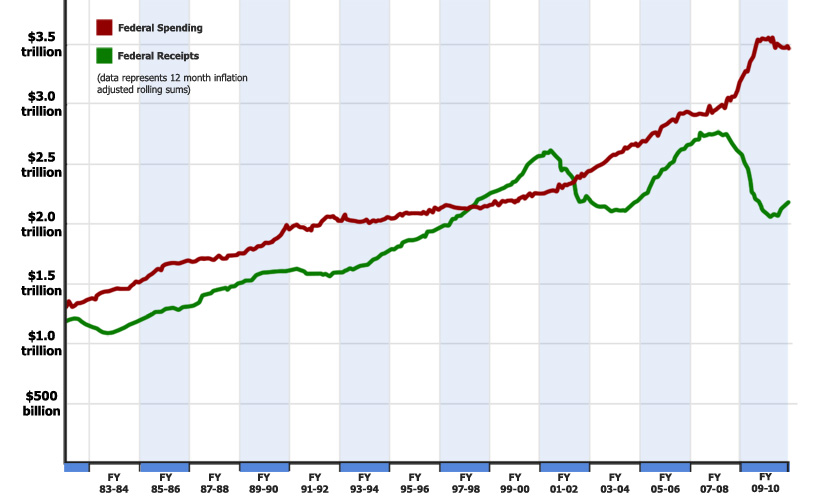 $3.5
trillion
$3.0
trillion
$2.5
trillion
$2.0
trillion
$1.5
trillion
$1.0
trillion
$500
billion
Federal Spending
Federal Receipts
(data represents 12 month inflation
adjusted rolling sums)
FY FY FY FY FY FY FY FY FY FY FY FY FY FY
83-84 85-86 87-88 89-90 91-92 93-94 95-96 97-98 99-00 01-02 03-04 05-06 07-08 09-10